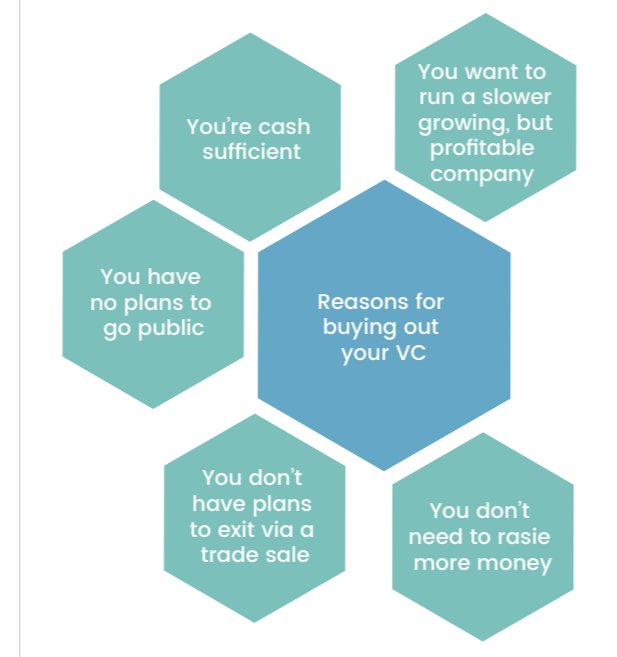 You're cash
sufficient
You want to
run a slower
growing, but
profitable
company
You have
no plans to
go public
Reasons for
buying out
your VC
You don't
have plans
to exit via a
trade sale
You don't
need to rasie
more money